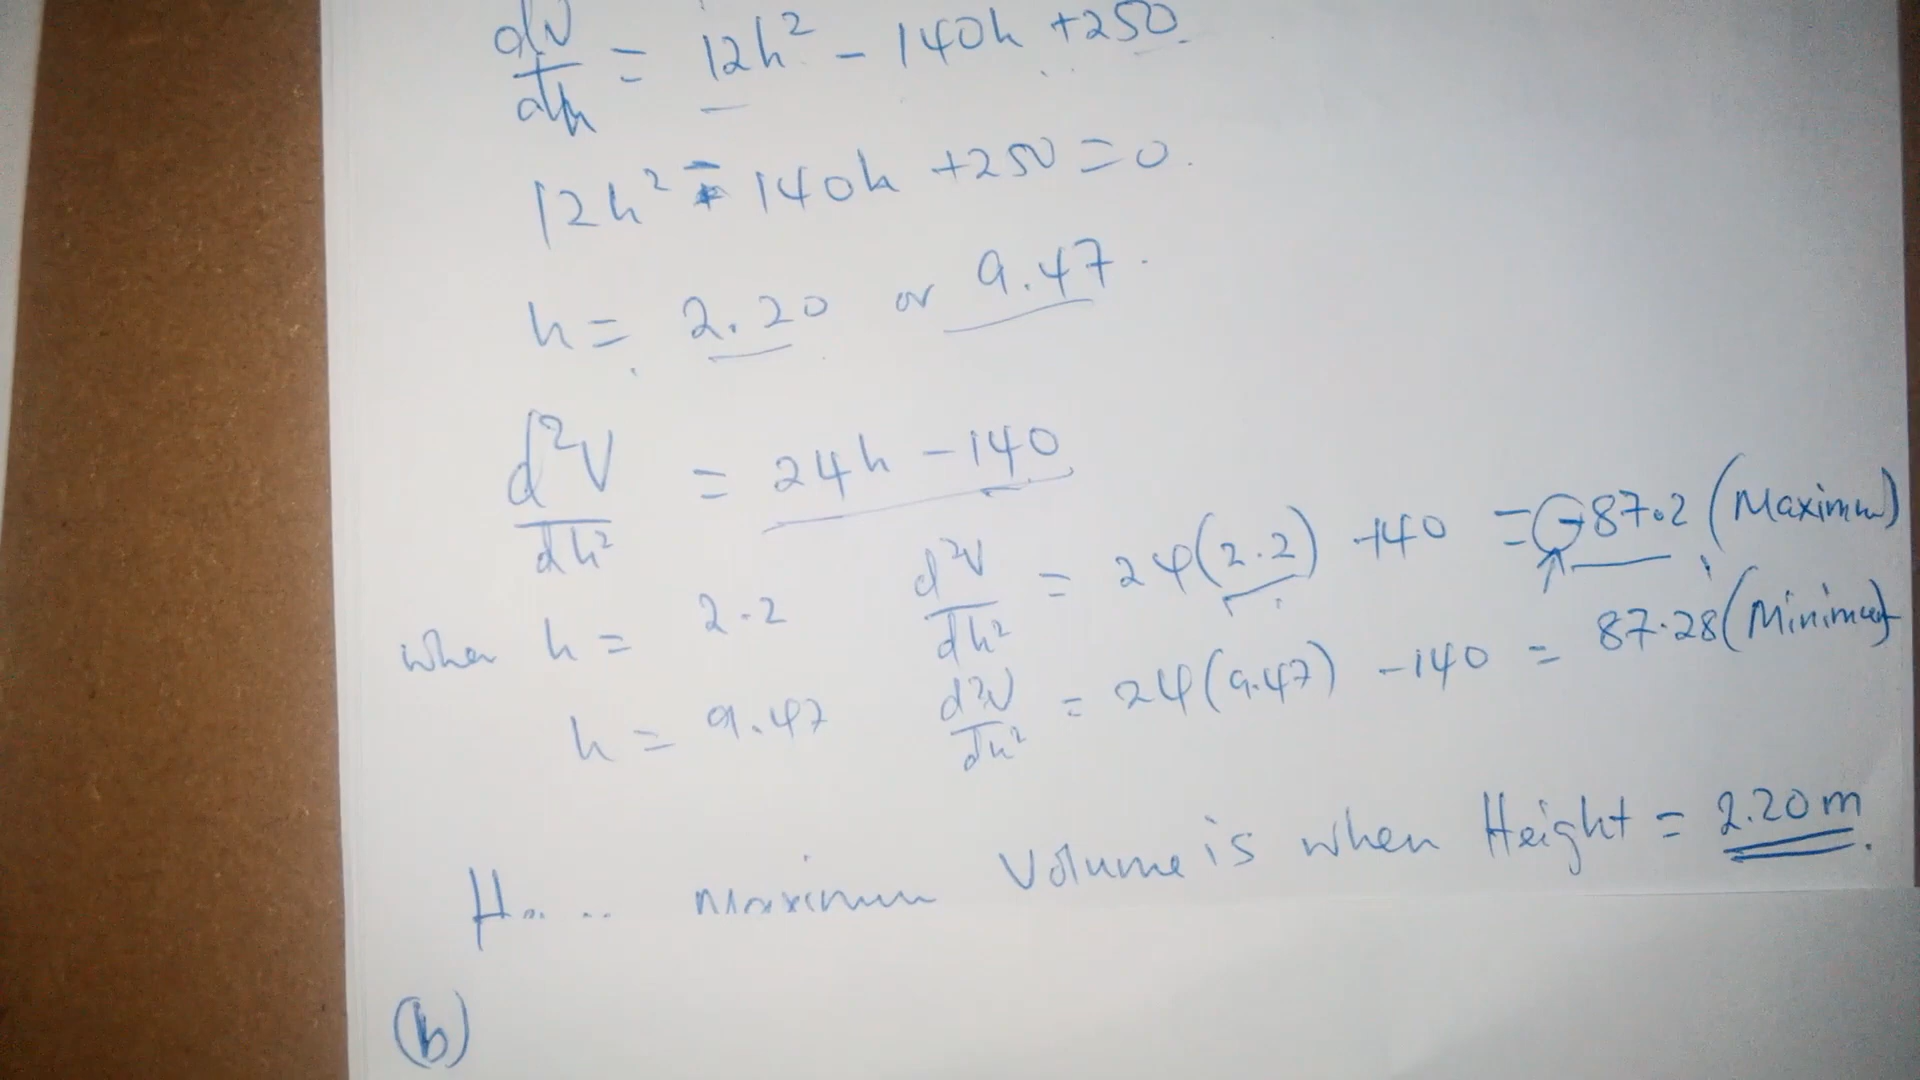 dV/dh = 12h² - 140h + 250
12h² - 140h + 250 = 0.
h = 2.20 or 9.47.
d²V/dh² = 24h - 140
when h = 2.2 d²V/dh² = 24(2.2) - 140 = -87.2 (Maximum)
h = 9.47 d²V/dh² = 24(9.47) - 140 = 87.28 (Minimum)
maximum Volume is when Height = 2.20m.
(b)